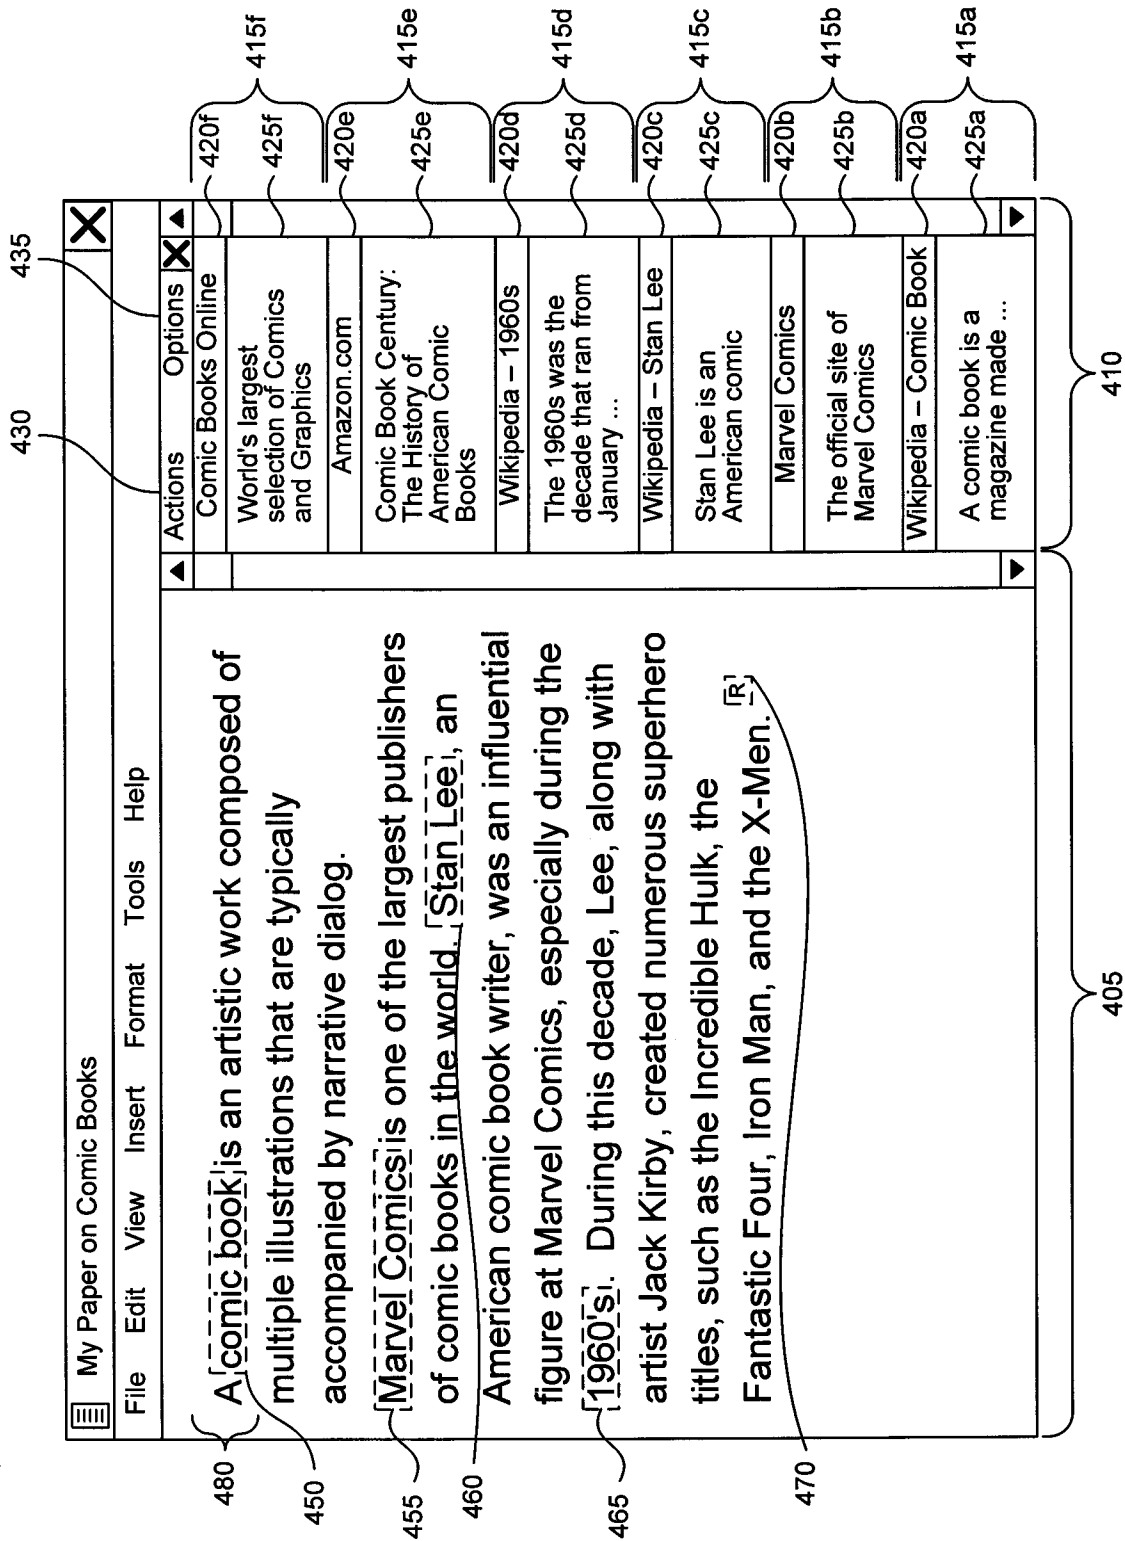 430
435
My Paper on Comic Books
File Edit View Insert Format Tools Help
Actions Options
A comic book is an artistic work composed of
multiple illustrations that are typically
accompanied by narrative dialog.
Marvel Comics is one of the largest publishers
of comic books in the world. Stan Lee, an
American comic book writer, was an influential
figure at Marvel Comics, especially during the
1960's. During this decade, Lee, along with
artist Jack Kirby, created numerous superhero
titles, such as the Incredible Hulk, the
Fantastic Four, Iron Man, and the X-Men. R
480
450
455
460
465
470
Comic Books Online
World's largest
selection of Comics
and Graphics
Amazon.com
Comic Book Century:
The History of
American Comic
Books
Wikipedia – 1960s
The 1960s was the
decade that ran from
January ...
Wikipedia – Stan Lee
Stan Lee is an
American comic
Marvel Comics
The official site of
Marvel Comics
Wikipedia – Comic Book
A comic book is a
magazine made ...
420f
415f
425f
420e
415e
425e
420d
415d
425d
420c
415c
425c
420b
415b
425b
420a
415a
425a
405
410